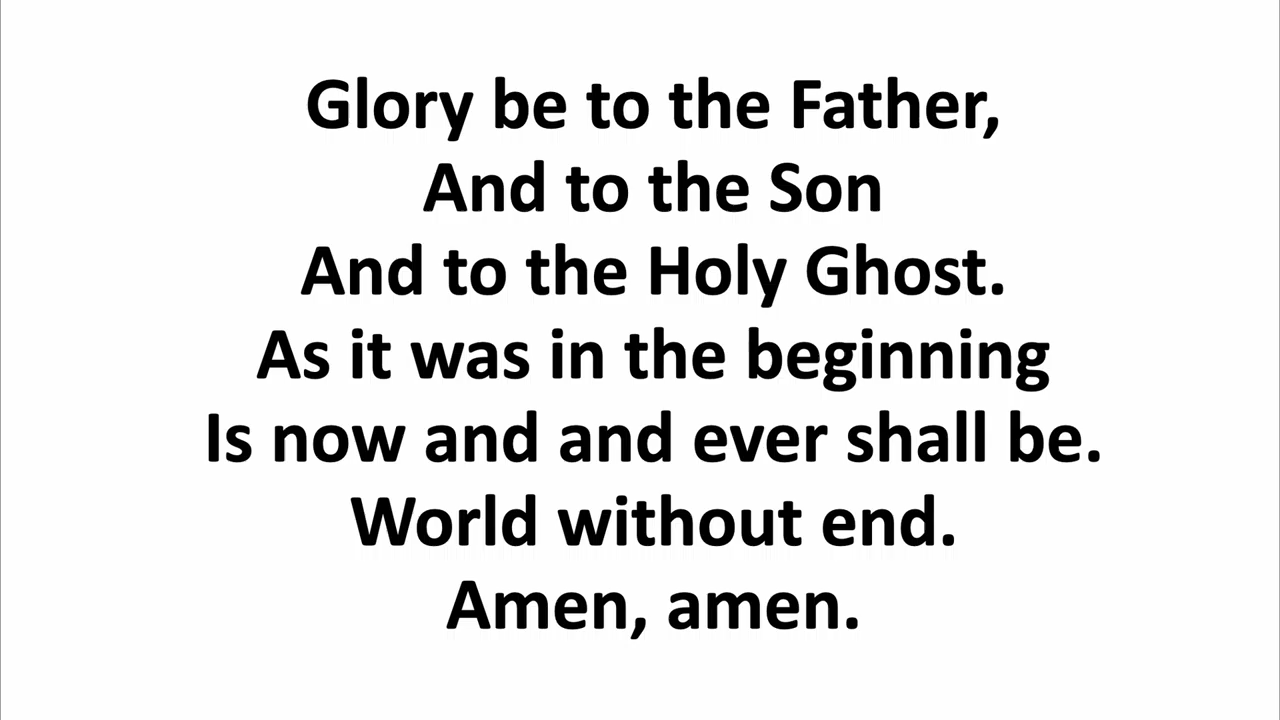 Glory be to the Father,
And to the Son
And to the Holy Ghost.
As it was in the beginning
Is now and and ever shall be.
World without end.
Amen, amen.